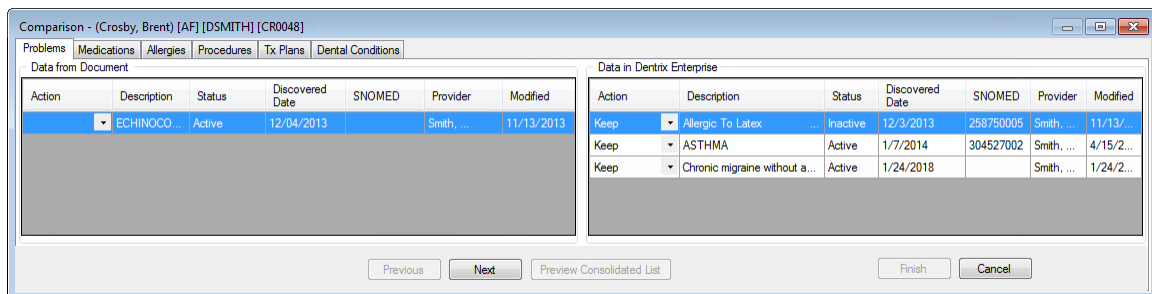 Comparison - (Crosby, Brent) [AF] [DSMITH] [CR0048]
Problems Medications Allergies Procedures Tx Plans Dental Conditions
Data from Document
Action Description Status Discovered Date SNOMED Provider Modified
ECHINOCO... Active 12/04/2013 Smith, ... 11/13/2013
Data in Dentrix Enterprise
Action Description Status Discovered Date SNOMED Provider Modified
Keep Allergic To Latex ... Inactive 12/3/2013 258750005 Smith, ... 11/13/...
Keep ASTHMA Active 1/7/2014 304527002 Smith, ... 4/15/2...
Keep Chronic migraine without a... Active 1/24/2018 Smith, ... 1/24/2...
Previous Next Preview Consolidated List Finish Cancel